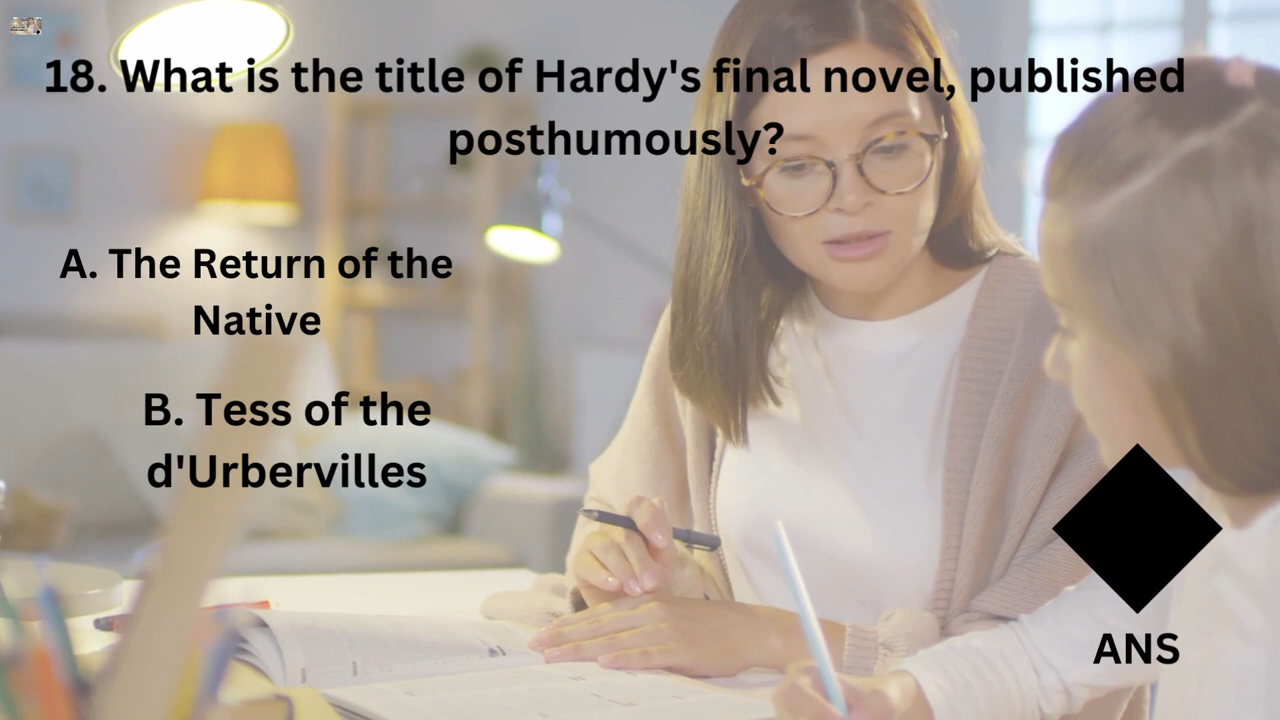 18. What is the title of Hardy's final novel, published
posthumously?
A. The Return of the
Native
B. Tess of the
d'Urbervilles
ANS